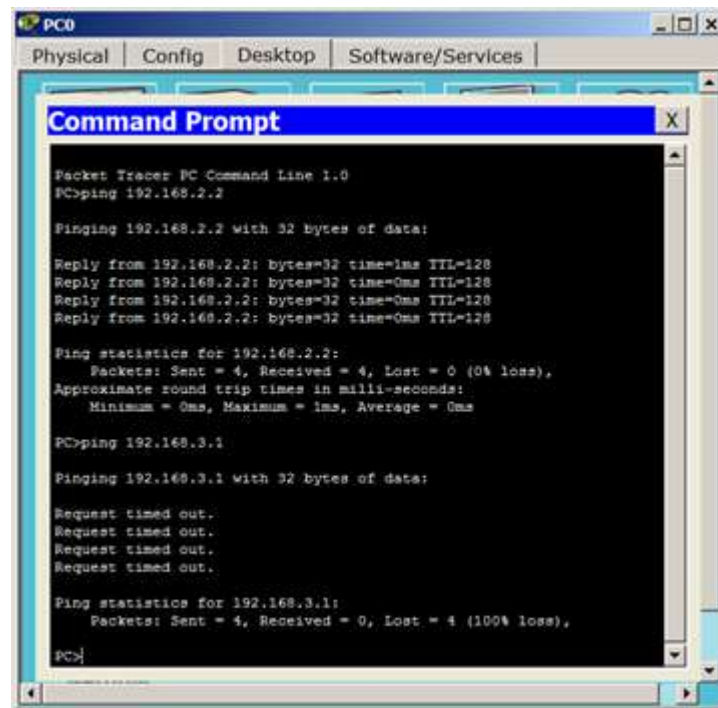 PC0
Physical Config Desktop Software/Services
Command Prompt
X
Packet Tracer PC Command Line 1.0
PC>ping 192.168.2.2
Pinging 192.168.2.2 with 32 bytes of data:
Reply from 192.168.2.2: bytes=32 time=1ms TTL=128
Reply from 192.168.2.2: bytes=32 time=0ms TTL=128
Reply from 192.168.2.2: bytes=32 time=0ms TTL=128
Reply from 192.168.2.2: bytes=32 time=0ms TTL=128
Ping statistics for 192.168.2.2:
Packets: Sent = 4, Received = 4, Lost = 0 (0% loss),
Approximate round trip times in milli-seconds:
Minimum = 0ms, Maximum = 1ms, Average = 0ms
PC>ping 192.168.3.1
Pinging 192.168.3.1 with 32 bytes of data:
Request timed out.
Request timed out.
Request timed out.
Request timed out.
Ping statistics for 192.168.3.1:
Packets: Sent = 4, Received = 0, Lost = 4 (100% loss),
PC>